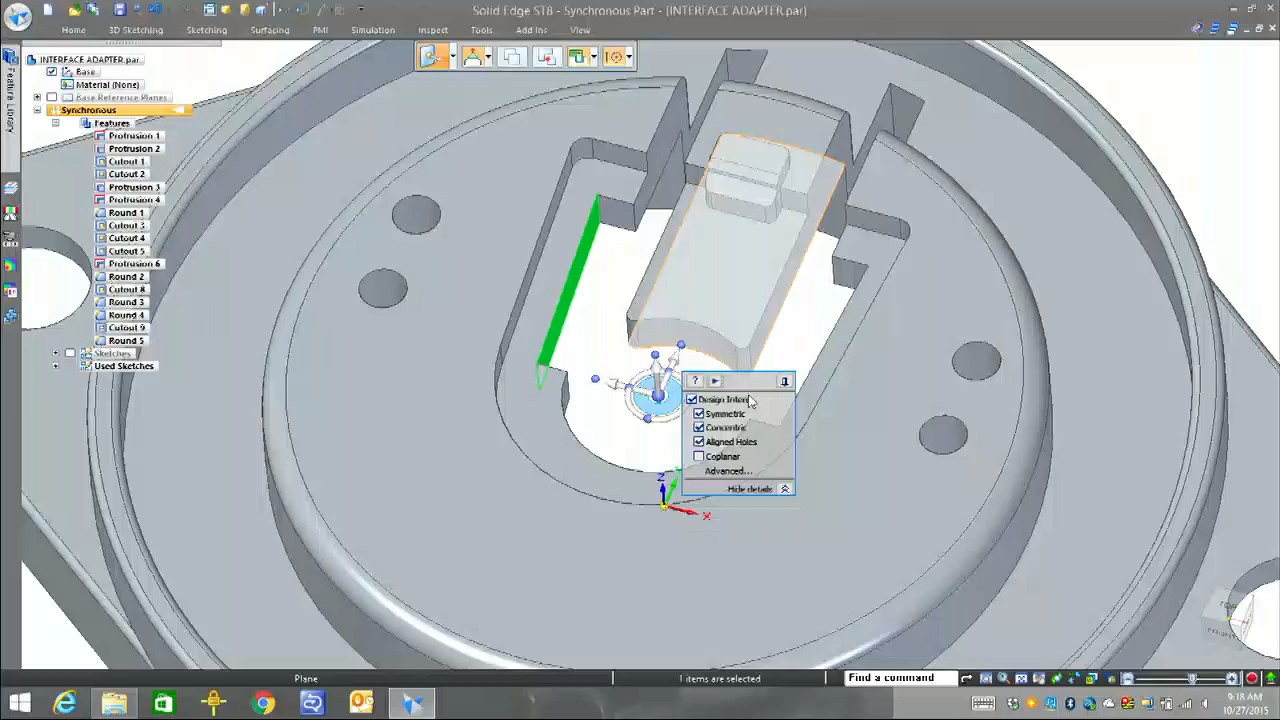 Solid Edge ST8 - Synchronous Part - [INTERFACE ADAPTER.par]
Home 3D Sketching Sketching Surfacing PMI Simulation Inspect Tools Add Ins View
Feature Library
INTERFACE ADAPTER.par
Base
Material (None)
Base Reference Planes
Synchronous
Features
Protrusion 1
Protrusion 2
Cutout 1
Cutout 2
Protrusion 3
Protrusion 4
Round 1
Cutout 3
Cutout 4
Cutout 5
Protrusion 6
Round 2
Cutout 8
Round 3
Round 4
Cutout 9
Round 5
Sketches
Used Sketches
?
Design Inten
Symmetric
Concentric
Aligned Holes
Coplanar
Advanced...
Hide details
Z
X
Plane
1 items are selected
Find a command
9:18 AM
10/27/2015